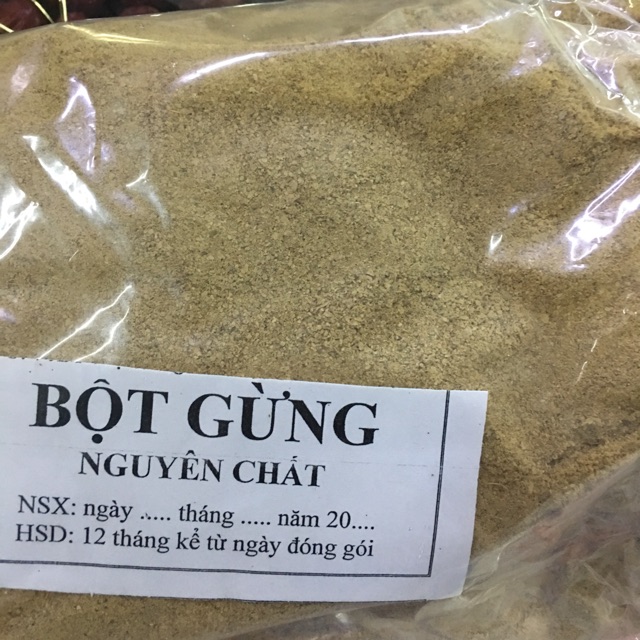 BỘT GỪNG
NGUYÊN CHẤT
NSX: ngày ..... tháng ..... năm 20....
HSD: 12 tháng kể từ ngày đóng gói